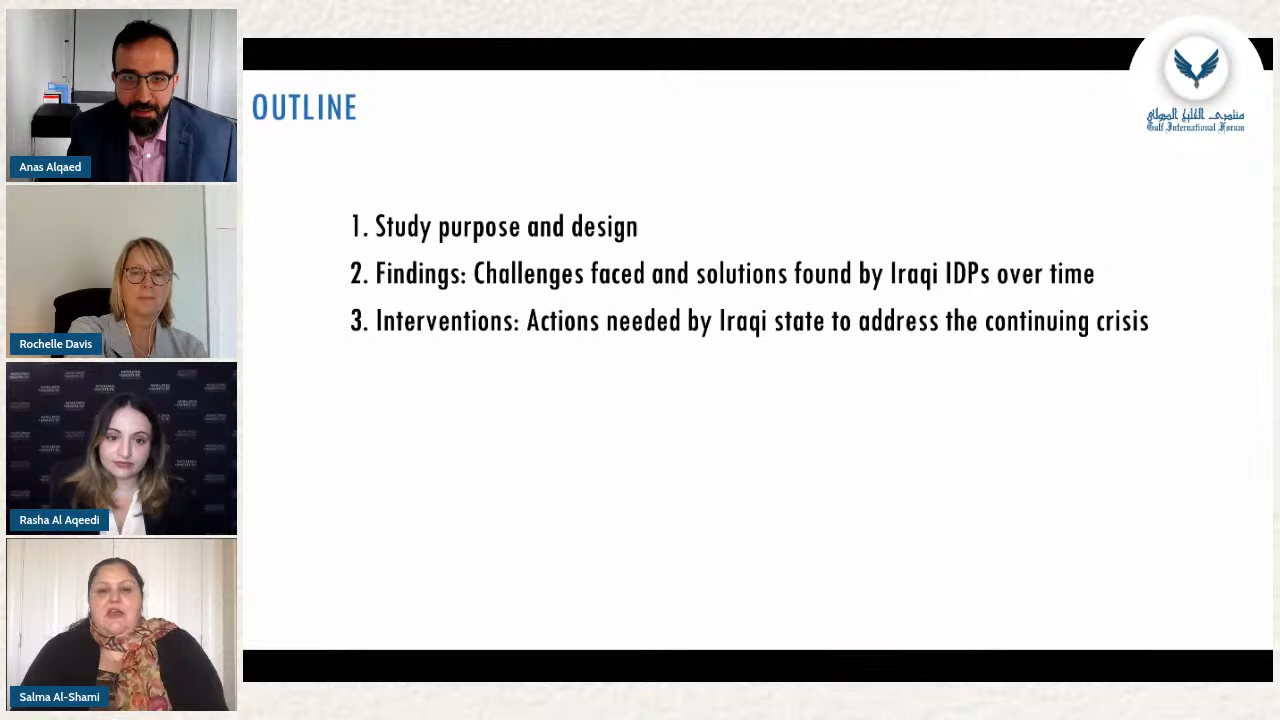 Anas Alqaed
Rochelle Davis
Rasha Al Aqeedi
Salma Al-Shami
OUTLINE
منتدى الخليج الدولي
Gulf International Forum
1. Study purpose and design
2. Findings: Challenges faced and solutions found by Iraqi IDPs over time
3. Interventions: Actions needed by Iraqi state to address the continuing crisis